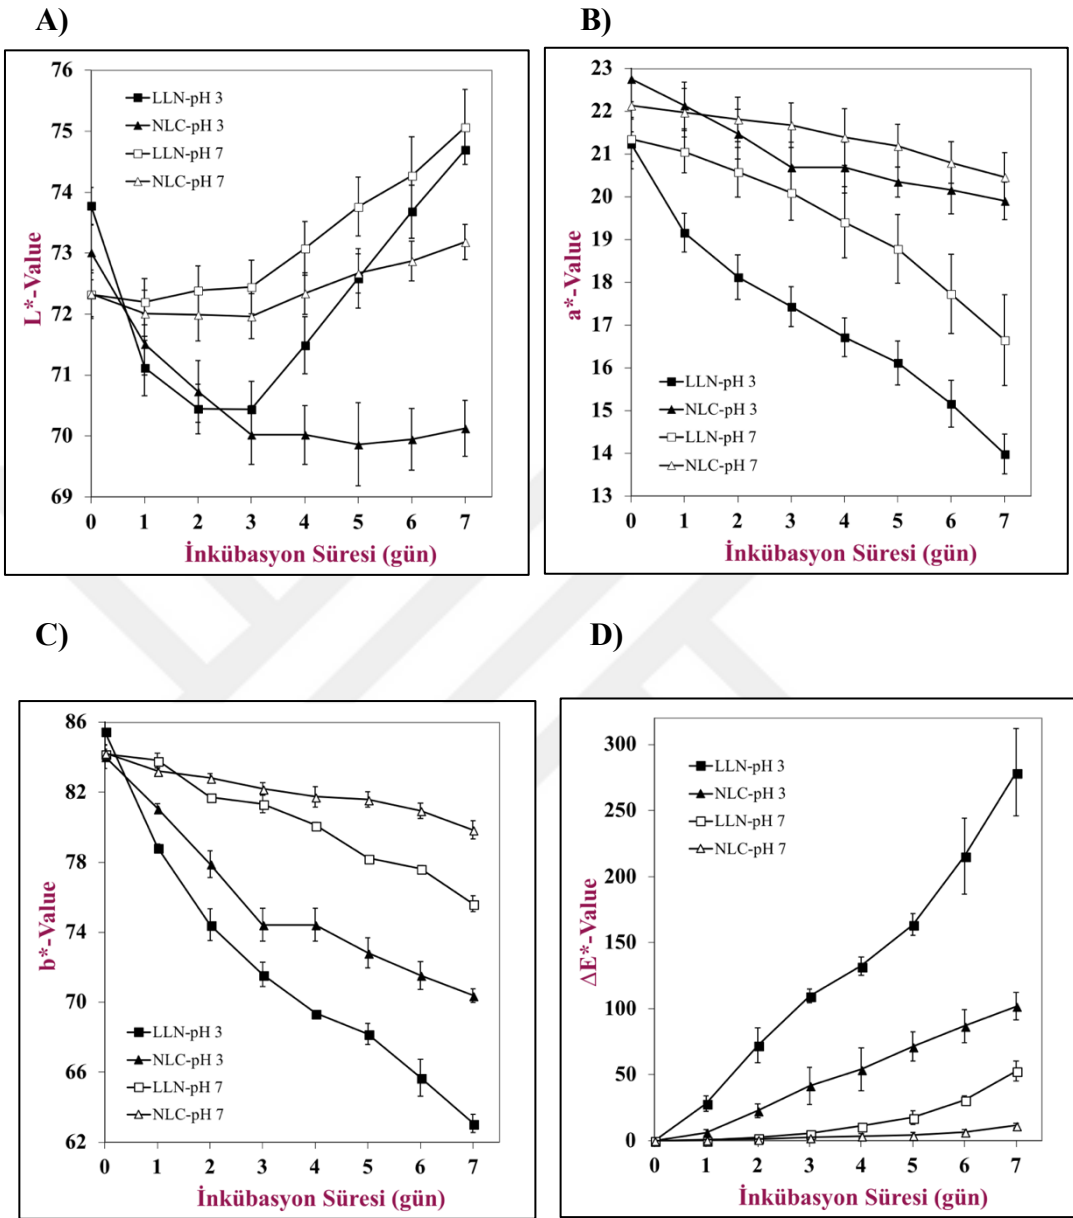 A)
76
75
74
73
72
71
70
69
L*-Value
LLN-pH 3
NLC-pH 3
LLN-pH 7
NLC-pH 7
0 1 2 3 4 5 6 7
İnkübasyon Süresi (gün)
B)
23
22
21
20
19
18
17
16
15
14
13
a*-Value
LLN-pH 3
NLC-pH 3
LLN-pH 7
NLC-pH 7
0 1 2 3 4 5 6 7
İnkübasyon Süresi (gün)
C)
86
82
78
74
70
66
62
b*-Value
LLN-pH 3
NLC-pH 3
LLN-pH 7
NLC-pH 7
0 1 2 3 4 5 6 7
İnkübasyon Süresi (gün)
D)
300
250
200
150
100
50
0
ΔE*-Value
LLN-pH 3
NLC-pH 3
LLN-pH 7
NLC-pH 7
0 1 2 3 4 5 6 7
İnkübasyon Süresi (gün)